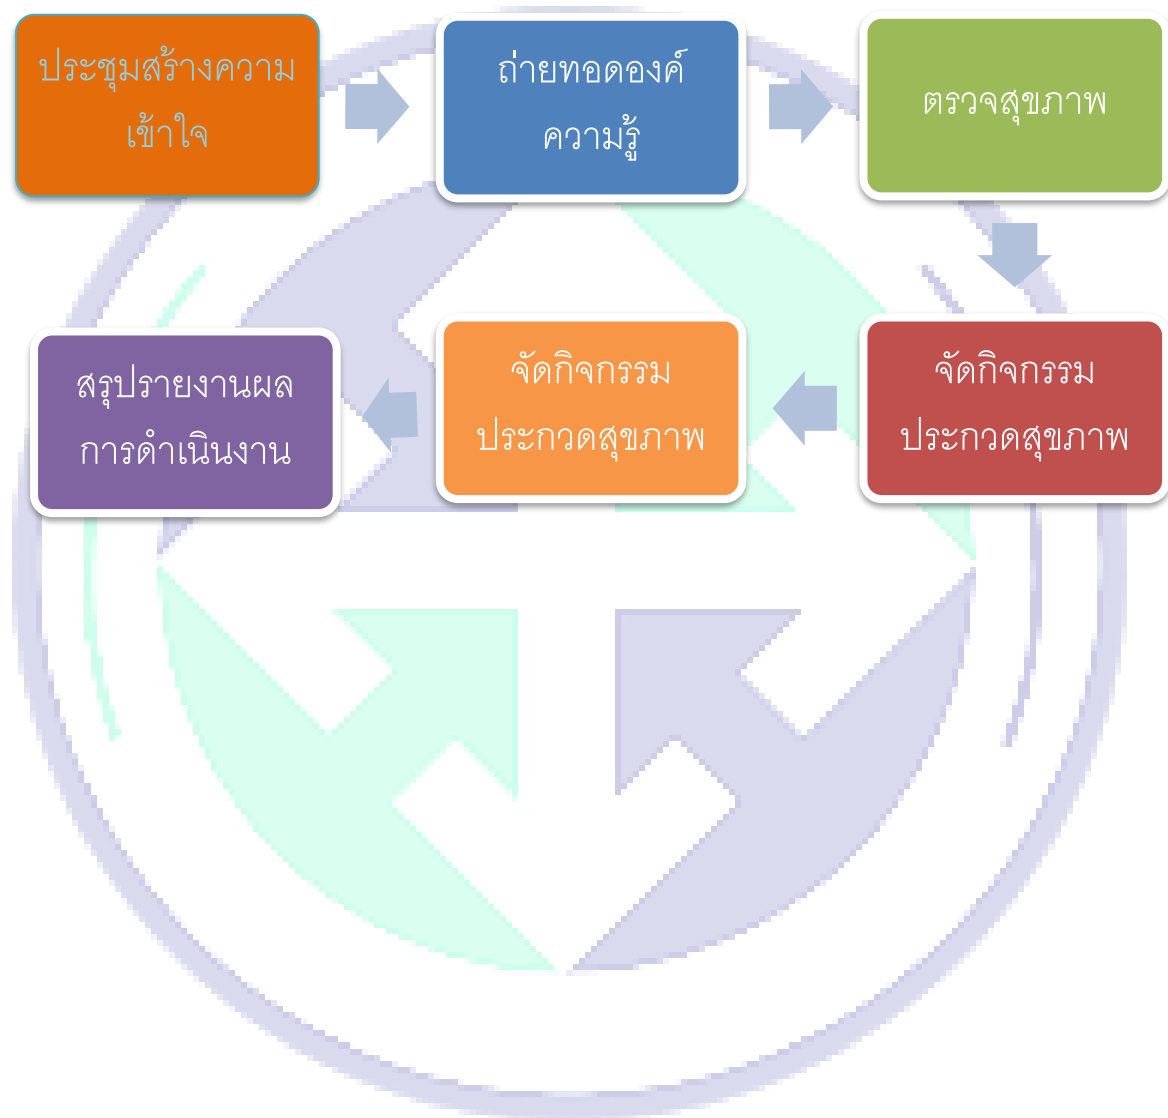 ประชุมสร้างความ
เข้าใจ
ถ่ายทอดองค์
ความรู้
ตรวจสุขภาพ
จัดกิจกรรม
ประกวดสุขภาพ
จัดกิจกรรม
ประกวดสุขภาพ
สรุปรายงานผล
การดำเนินงาน